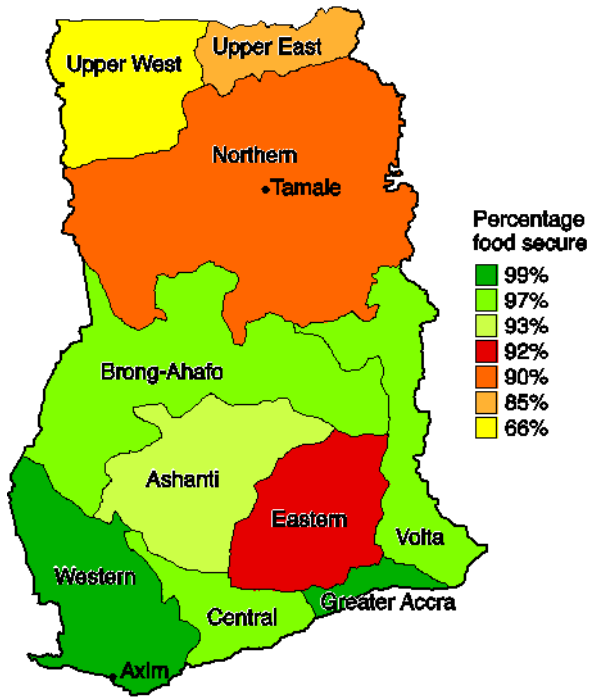 Upper West
Upper East
Northern
Tamale
Percentage
food secure
99%
97%
93%
92%
90%
85%
66%
Brong-Ahafo
Ashanti
Eastern
Volta
Western
Central
Greater Accra
Axim